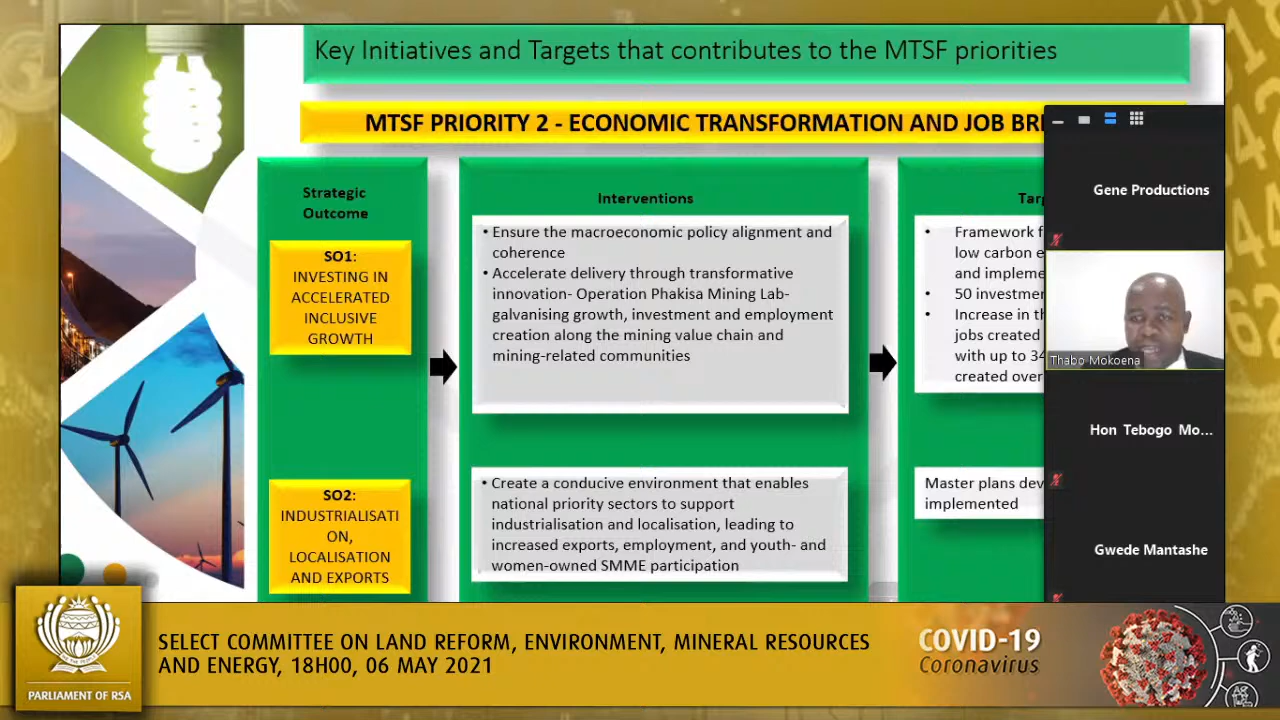 Key Initiatives and Targets that contributes to the MTSF priorities
MTSF PRIORITY 2 - ECONOMIC TRANSFORMATION AND JOB
Strategic
Outcome
SO1:
INVESTING IN
ACCELERATED
INCLUSIVE
GROWTH
SO2:
INDUSTRIALISATI
ON,
LOCALISATION
AND EXPORTS
Interventions
• Ensure the macroeconomic policy alignment and
coherence
• Accelerate delivery through transformative
innovation- Operation Phakisa Mining Lab-
galvanising growth, investment and employment
creation along the mining value chain and
mining-related communities
• Create a conducive environment that enables
national priority sectors to support
industrialisation and localisation, leading to
increased exports, employment, and youth- and
women-owned SMME participation
• Framework
low carbon
and
• 50
• Increase in
jobs created
with up to
created over
Master plans
implemented
Gene Productions
Thabo Mokoena
Hon Tebogo Mo...
Gwede Mantashe
PARLIAMENT OF RSA
SELECT COMMITTEE ON LAND REFORM, ENVIRONMENT, MINERAL RESOURCES
AND ENERGY, 18H00, 06 MAY 2021
COVID-19
Coronavirus